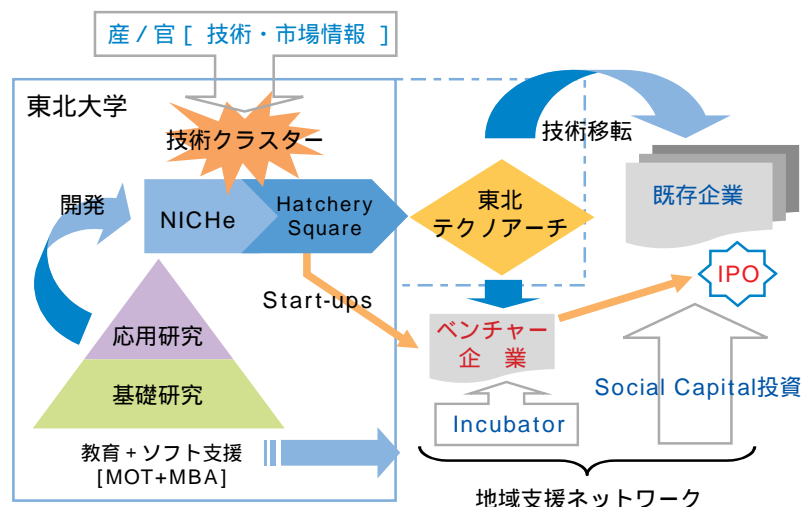 産/官[ 技術・市場情報 ]
東北大学
技術クラスター
技術移転
開発
NICHe
Hatchery
Square
東北
テクノアーチ
既存企業
IPO
Start-ups
ベンチャー
企 業
応用研究
基礎研究
Social Capital投資
Incubator
教育+ソフト支援
[MOT+MBA]
地域支援ネットワーク